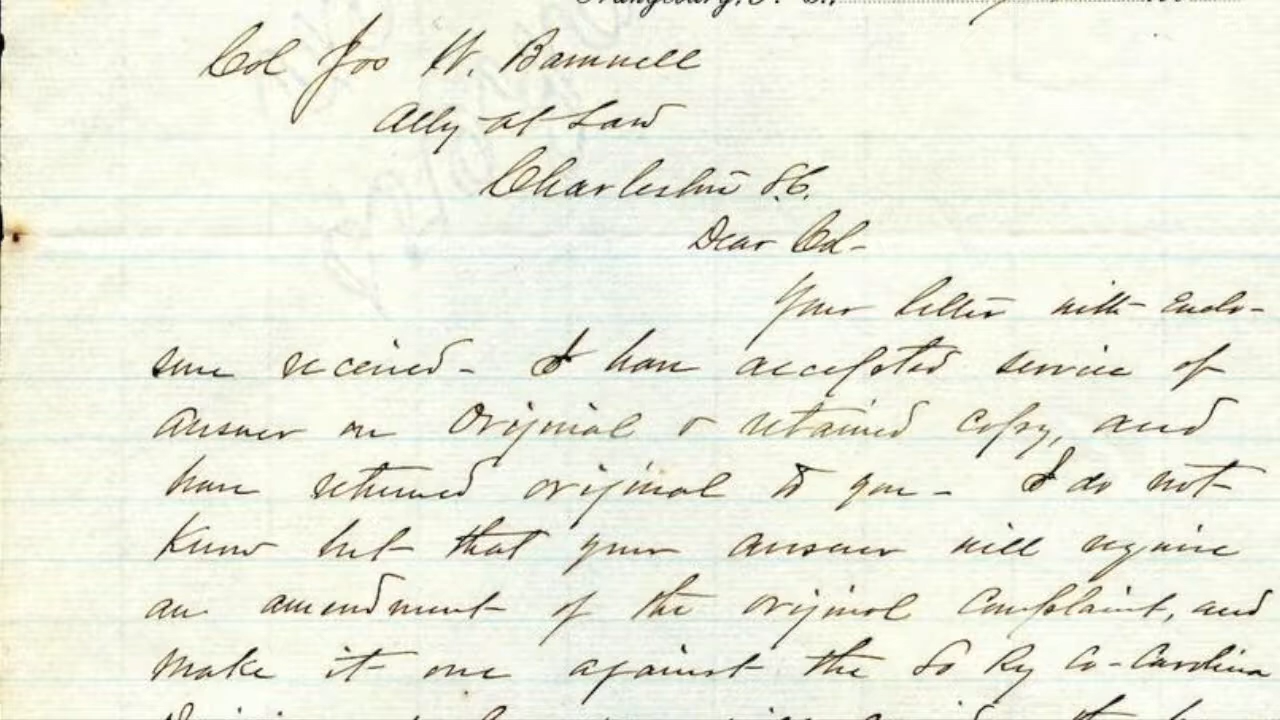 Orangeburg, S. C.,
Col Jos W. Barnwell
Atty at Law
Charleston S.C.
Dear Col-
Your letter with Enclo-
sure received - I have accepted service of
answer on Original & retained copy, and
have returned original to you - I do not
Know but that your answer will require
an amendment of the original Complaint, and
make it one against the So Ry Co - Carolina